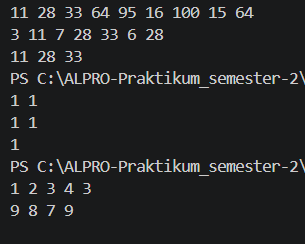 11 28 33 64 95 16 100 15 64
3 11 7 28 33 6 28
11 28 33
PS C:\ALPRO-Praktikum_semester-2\
1 1
1 1
1
PS C:\ALPRO-Praktikum_semester-2\
1 2 3 4 3
9 8 7 9